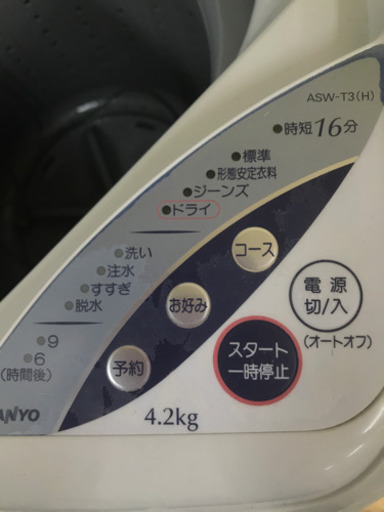 ASW-T3(H)
●時短16分
●標準
●形態安定衣料
●ジーンズ
●ドライ
●洗い
●注水
●すすぎ
●脱水
コース
お好み
予約
電源
切/入
(オートオフ)
スタート
一時停止
●9
●6
(時間後)
ANYO
4.2kg